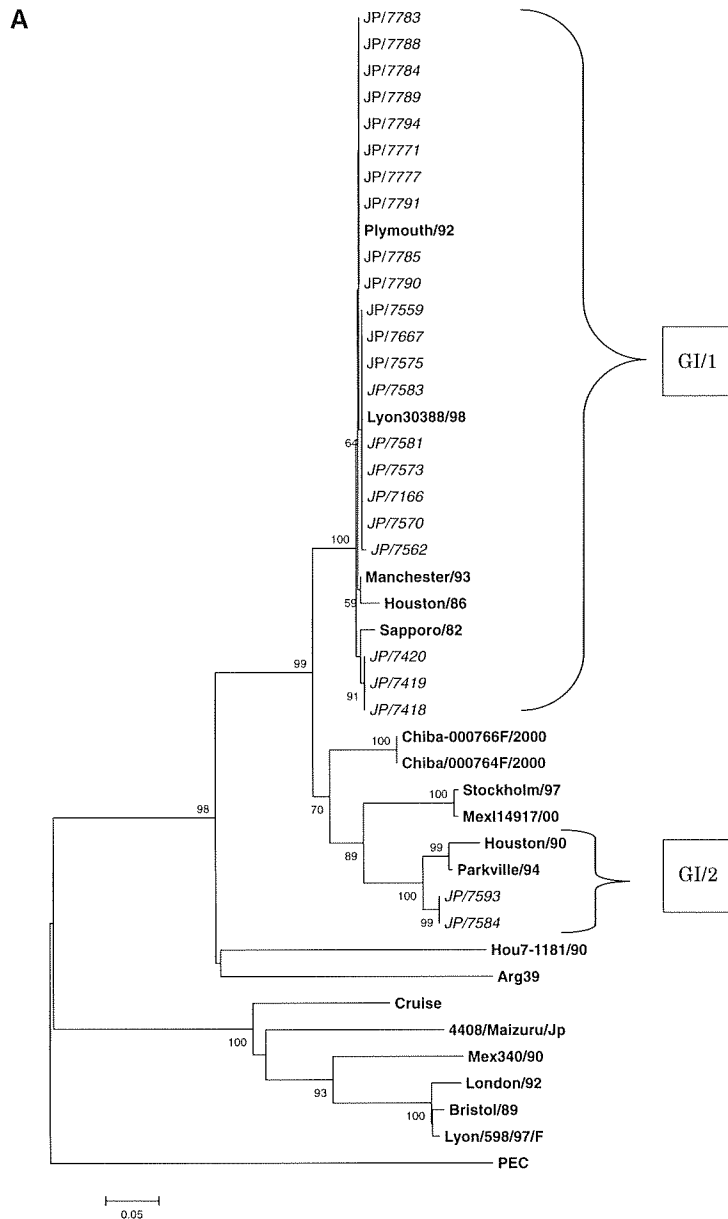 A
JP/7783
JP/7788
JP/7784
JP/7789
JP/7794
JP/7771
JP/7777
JP/7791
Plymouth/92
JP/7785
JP/7790
JP/7559
JP/7667
JP/7575
JP/7583
Lyon30388/98
64
JP/7581
JP/7573
JP/7166
JP/7570
100
JP/7562
Manchester/93
59
Houston/86
Sapporo/82
99
JP/7420
91
JP/7419
JP/7418
GI/1
100
Chiba-000766F/2000
Chiba/000764F/2000
100
Stockholm/97
70
98
MexI14917/00
89
99
Houston/90
Parkville/94
100
JP/7593
99
JP/7584
GI/2
Hou7-1181/90
Arg39
Cruise
100
4408/Maizuru/Jp
Mex340/90
93
London/92
100
Bristol/89
Lyon/598/97/F
PEC
0.05